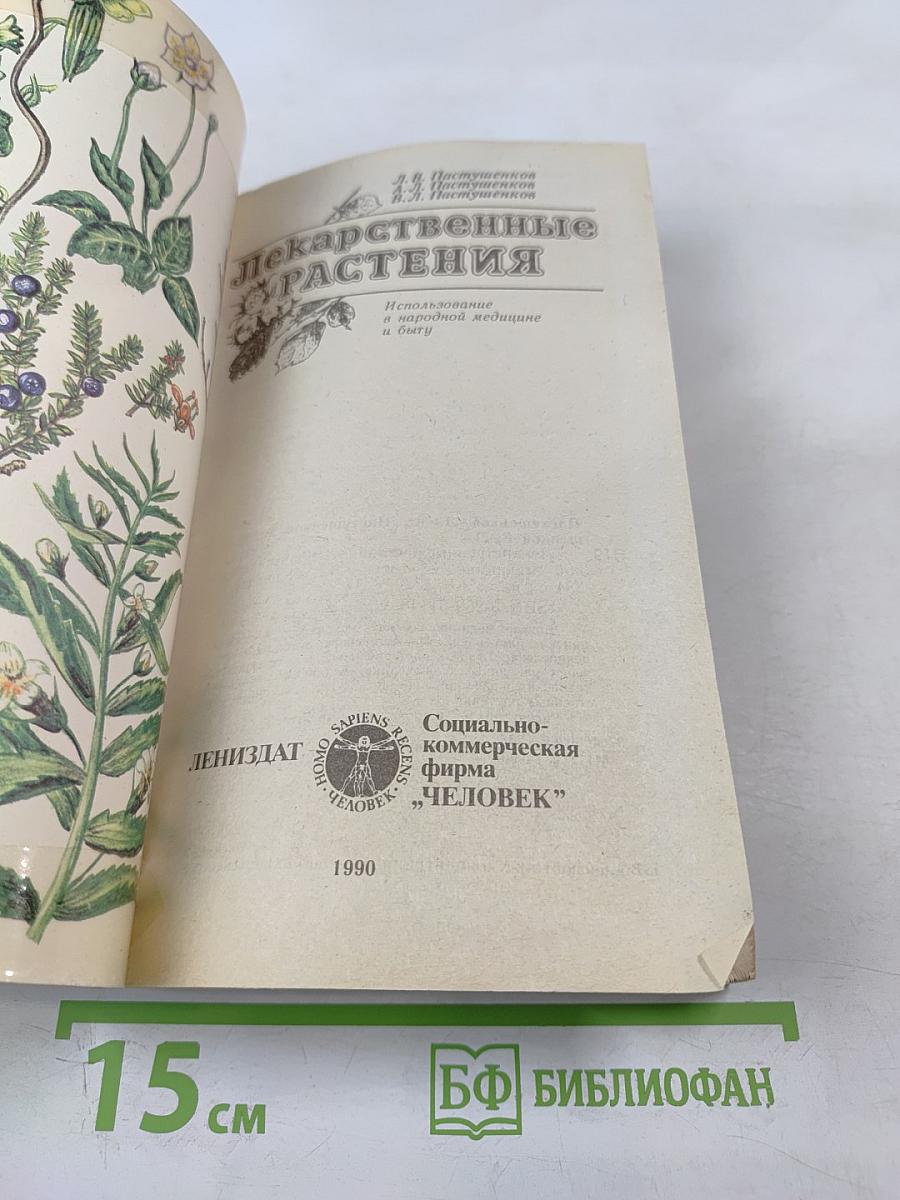 Л.В. Пастушенков
А.Л. Пастушенков
В.Л. Пастушенков
Лекарственные
РАСТЕНИЯ
Использование
в народной медицине
и быту
ЛЕНИЗДАТ
HOMO SAPIENS RECENS
ЧЕЛОВЕК
Социально-
коммерческая
фирма
„ЧЕЛОВЕК”
1990
15 см
БФ БИБЛИОФАН